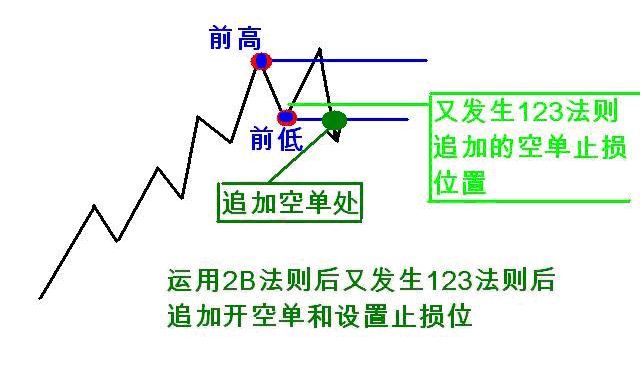 前高
又发生123法则
追加的空单止损
位置
前低
追加空单处
运用2B法则后又发生123法则后
追加开空单和设置止损位